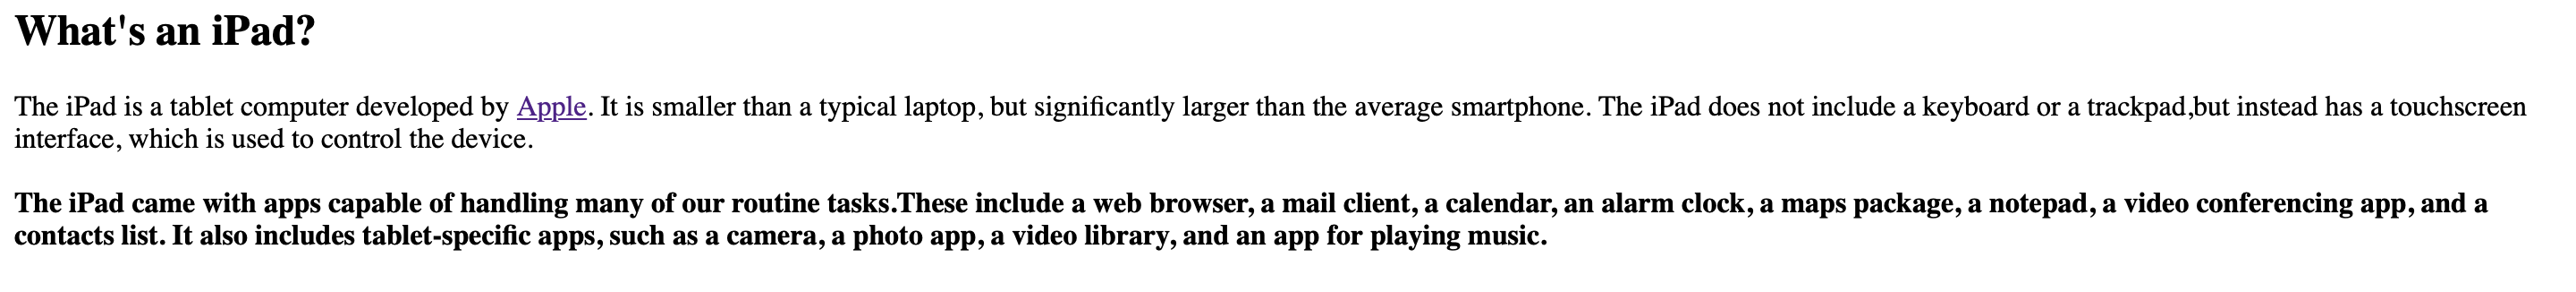 What's an iPad?
The iPad is a tablet computer developed by Apple. It is smaller than a typical laptop, but significantly larger than the average smartphone. The iPad does not include a keyboard or a trackpad,but instead has a touchscreen
interface, which is used to control the device.
The iPad came with apps capable of handling many of our routine tasks.These include a web browser, a mail client, a calendar, an alarm clock, a maps package, a notepad, a video conferencing app, and a
contacts list. It also includes tablet-specific apps, such as a camera, a photo app, a video library, and an app for playing music.